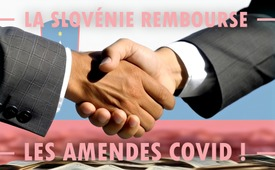 LA SLOVÉNIE REMBOURSE
LES AMENDES COVID !